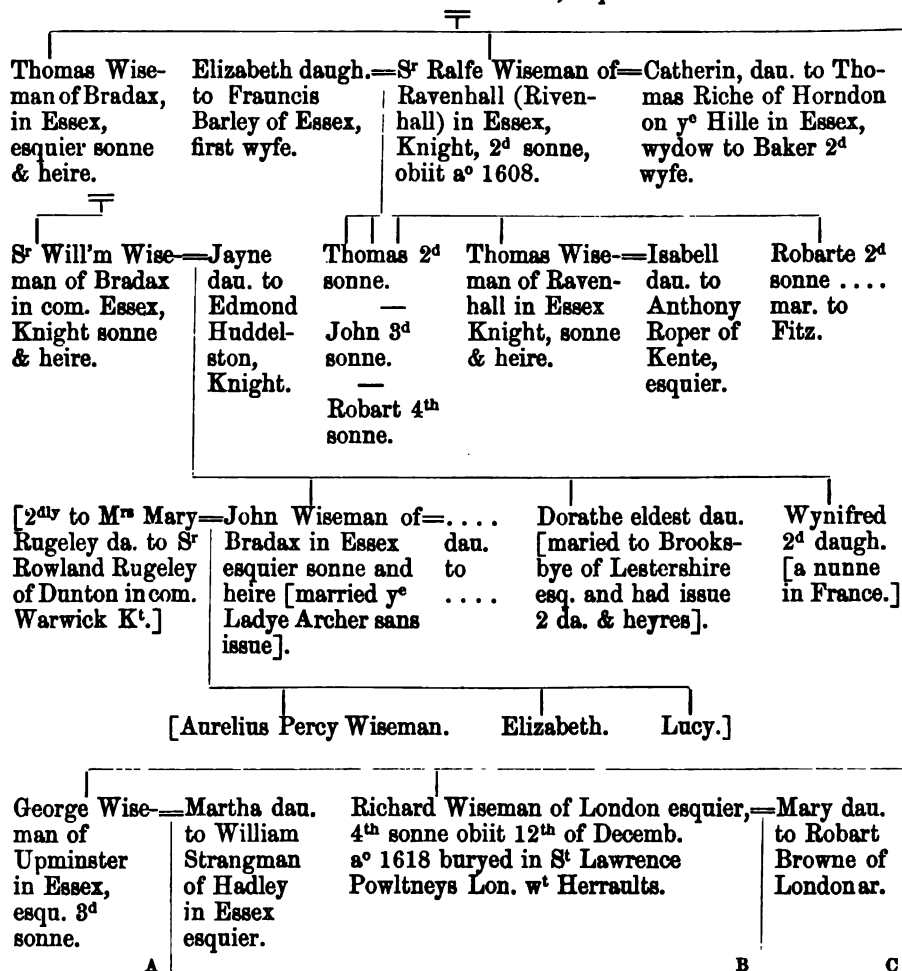 Thomas Wise-
man of Bradax,
in Essex,
esquier sonne
& heire.
Elizabeth daugh.=
to Frauncis
Barley of Essex,
first wyfe.
Sʳ Ralfe Wiseman of=
Ravenhall (Riven-
hall) in Essex,
Knight, 2ᵈ sonne,
obiit aᵒ 1608.
Catherin, dau. to Tho-
mas Riche of Horndon
on yᵉ Hille in Essex,
wydow to Baker 2ᵈ
wyfe.
Sʳ Will'm Wise-=
man of Bradax
in com. Essex,
Knight sonne
& heire.
Jayne
dau. to
Edmond
Huddel-
ston,
Knight.
Thomas 2ᵈ
sonne.
—
John 3ᵈ
sonne.
—
Robart 4ᵗʰ
sonne.
Thomas Wise-=
man of Raven-
hall in Essex
Knight, sonne
& heire.
Isabell
dau. to
Anthony
Roper of
Kente,
esquier.
Robarte 2ᵈ
sonne ....
mar. to
Fitz.
[2ᵈˡʸ to Mʳˢ Mary=
Rugeley da. to Sʳ
Rowland Rugeley
of Dunton in com.
Warwick Kᵗ.]
John Wiseman of=
Bradax in Essex
esquier sonne and
heire [married yᵉ
Ladye Archer sans
issue].
....
dau.
to
....
Dorathe eldest dau.
[maried to Brooks-
bye of Lestershire
esq. and had issue
2 da. & heyres].
Wynifred
2ᵈ daugh.
[a nunne
in France.]
[Aurelius Percy Wiseman. Elizabeth. Lucy.]
George Wise-=
man of
Upminster
in Essex,
esqu. 3ᵈ
sonne.
Martha dau.
to William
Strangman
of Hadley
in Essex
esquier.
Richard Wiseman of London esquier,=
4ᵗʰ sonne obiit 12ᵗʰ of Decemb.
aᵒ 1618 buryed in Sᵗ Lawrence
Powltneys Lon. wᵗ Herraults.
Mary dau.
to Robart
Browne of
Londonar.
A B C